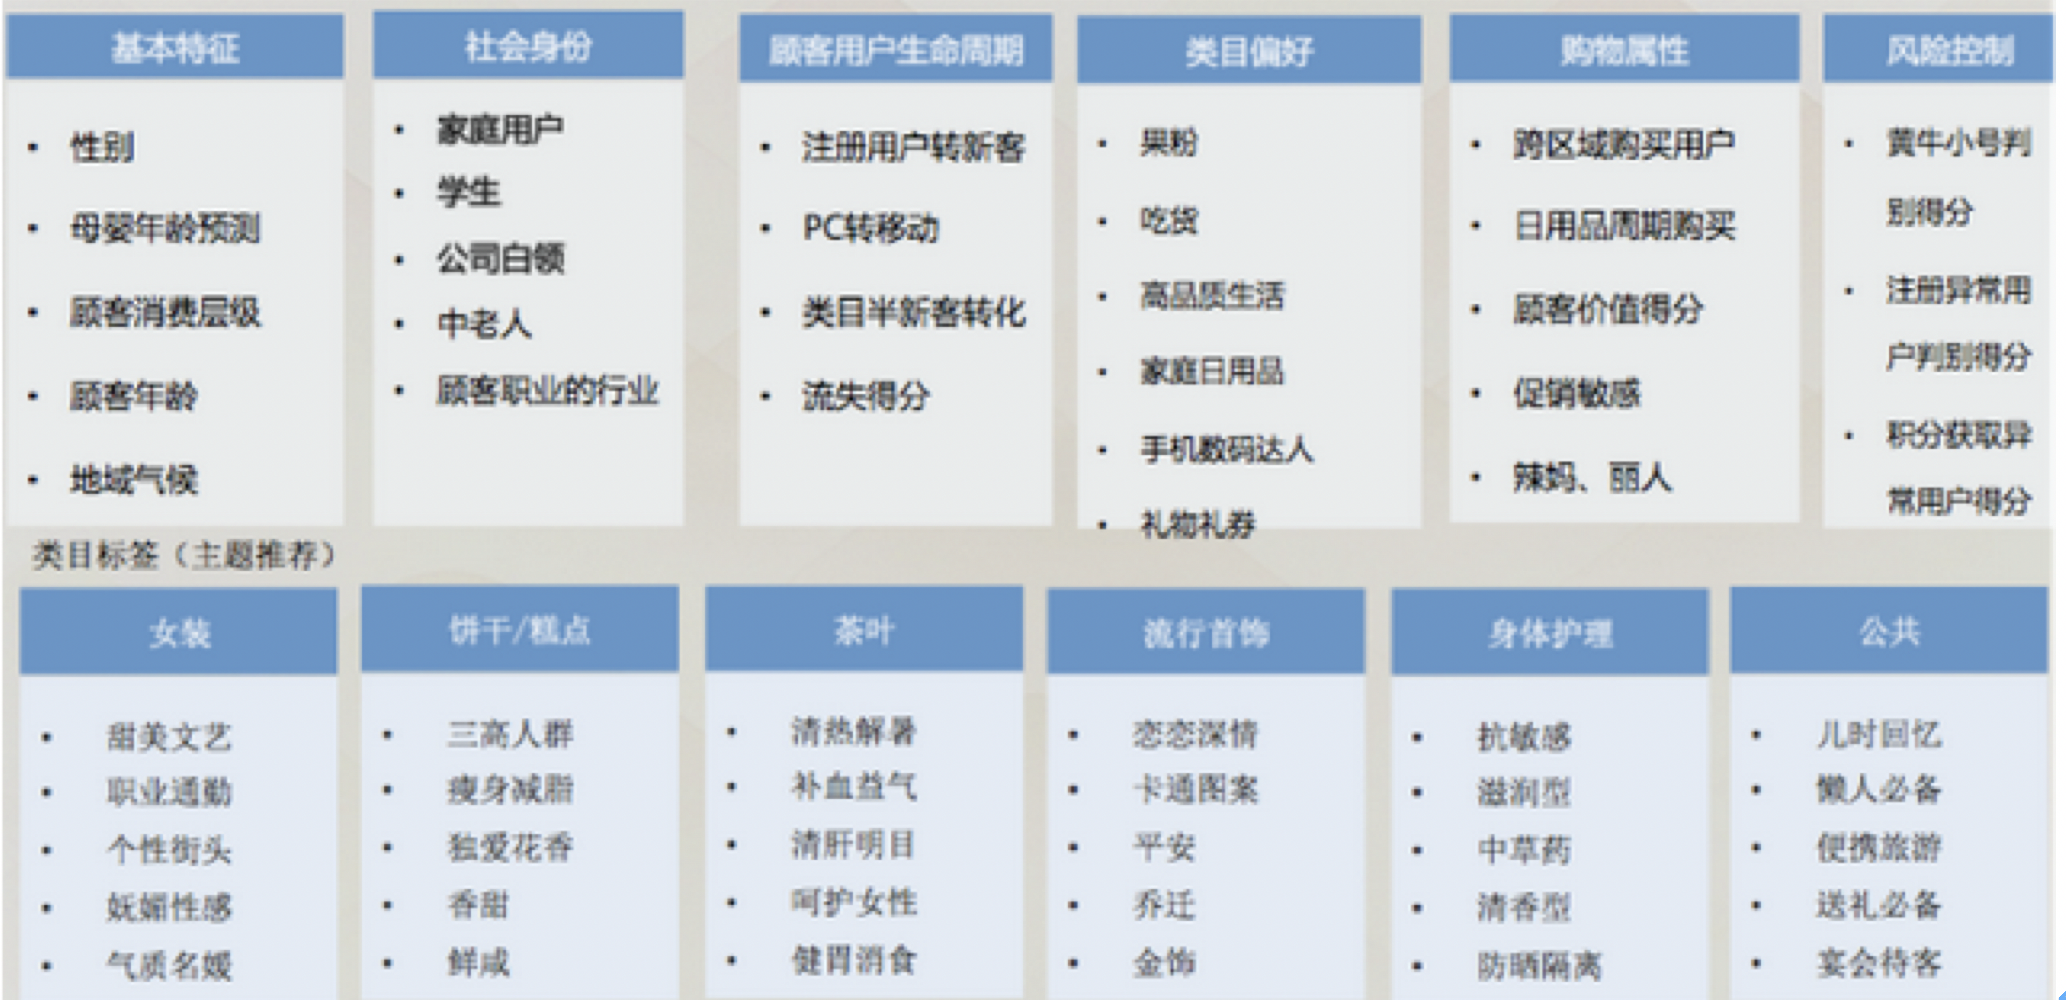 基本特征
性别
母婴年龄预测
顾客消费层级
顾客年龄
地域气候
社会身份
家庭用户
学生
公司白领
中老人
顾客职业的行业
顾客用户生命周期
注册用户转新客
PC转移动
类目半新客转化
流失得分
类目偏好
果粉
吃货
高品质生活
家庭日用品
手机数码达人
礼物礼券
购物属性
跨区域购买用户
日用品周期购买
顾客价值得分
促销敏感
辣妈、丽人
风险控制
黄牛小号判
别得分
注册异常用
户判别得分
积分获取异
常用户得分
类目标签（主题推荐）
女装
甜美文艺
职业通勤
个性街头
妩媚性感
气质名媛
饼干/糕点
三高人群
瘦身减脂
独爱花香
香甜
鲜咸
茶叶
清热解暑
补血益气
清肝明目
呵护女性
健胃消食
流行首饰
恋恋深情
卡通图案
平安
乔迁
金饰
身体护理
抗敏感
滋润型
中草药
清香型
防晒隔离
公共
儿时回忆
懒人必备
便携旅游
送礼必备
宴会待客